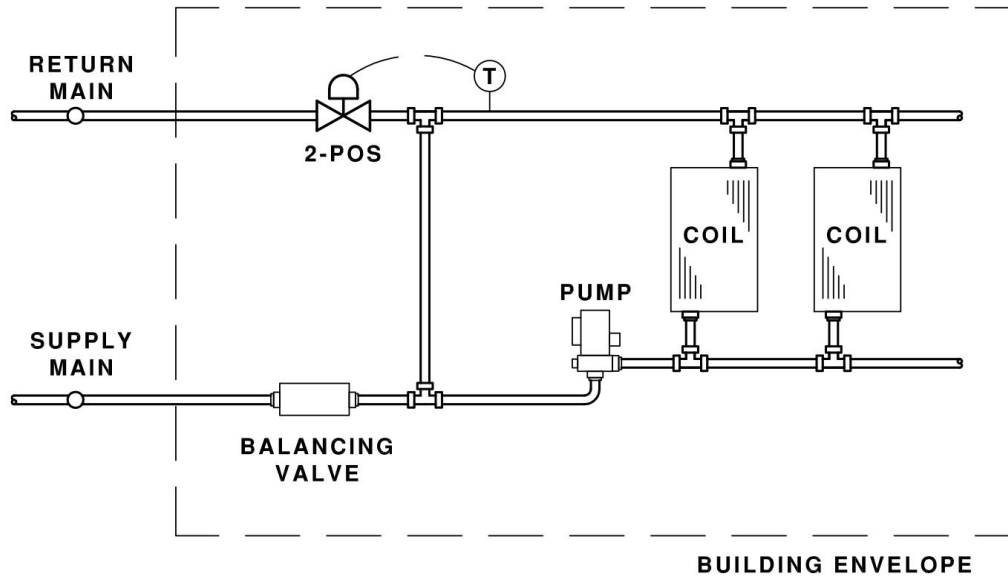 RETURN
MAIN
T
2-POS
COIL
COIL
PUMP
SUPPLY
MAIN
BALANCING
VALVE
BUILDING ENVELOPE